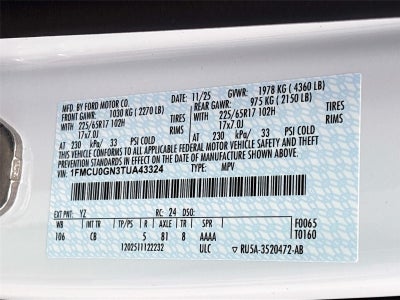 MFD. BY FORD MOTOR CO. 11/25 GVWR: 1978 KG ( 4360 LB)
FRONT GAWR: 1030 KG ( 2270 LB) REAR GAWR: 975 KG ( 2150 LB)
WITH 225/65R17 102H TIRES WITH 225/65R17 102H TIRES
17x7.0J RIMS 17x7.0J RIMS
AT 230 kPa/ 33 PSI COLD AT 230 kPa/ 33 PSI COLD
THIS VEHICLE CONFORMS TO ALL APPLICABLE FEDERAL MOTOR VEHICLE SAFETY AND THEFT
PREVENTION STANDARDS IN EFFECT ON THE DATE OF MANUFACTURE SHOWN ABOVE.
VIN: 1FMCU0GN3TUA43324 TYPE: MPV
EXT PNT: YZ RC: 24 DSO:
WB INT TR TP/PS R AXLE TR SPR F0065
106 CB 5 81 8 AAAA T0160
1202511122232 ULC RU5A-3520472-AB